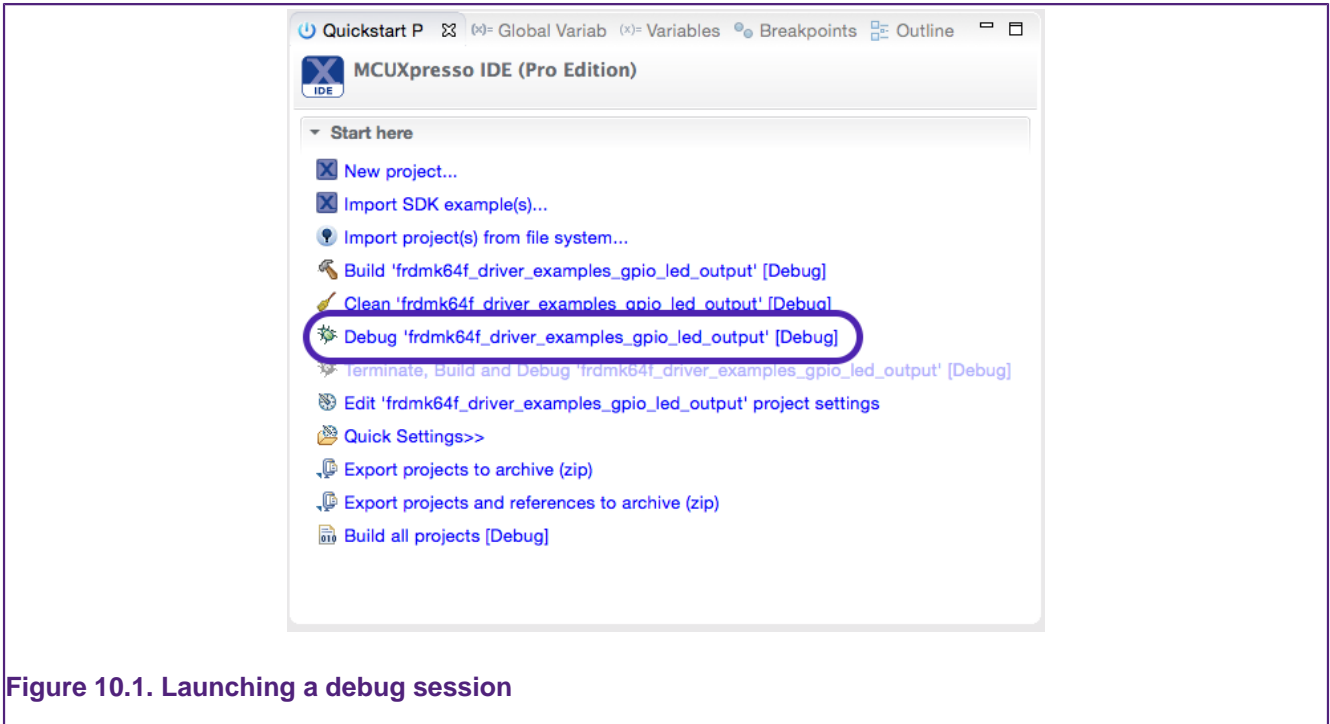 Quickstart P (x)= Global Variab (x)= Variables Breakpoints Outline
IDE
MCUXpresso IDE (Pro Edition)
Start here
New project...
Import SDK example(s)...
Import project(s) from file system...
Build 'frdmk64f_driver_examples_gpio_led_output' [Debug]
Clean 'frdmk64f_driver_examples_gpio_led_output' [Debug]
Debug 'frdmk64f_driver_examples_gpio_led_output' [Debug]
Terminate, Build and Debug 'frdmk64f_driver_examples_gpio_led_output' [Debug]
Edit 'frdmk64f_driver_examples_gpio_led_output' project settings
Quick Settings>>
Export projects to archive (zip)
Export projects and references to archive (zip)
010 Build all projects [Debug]
Figure 10.1. Launching a debug session